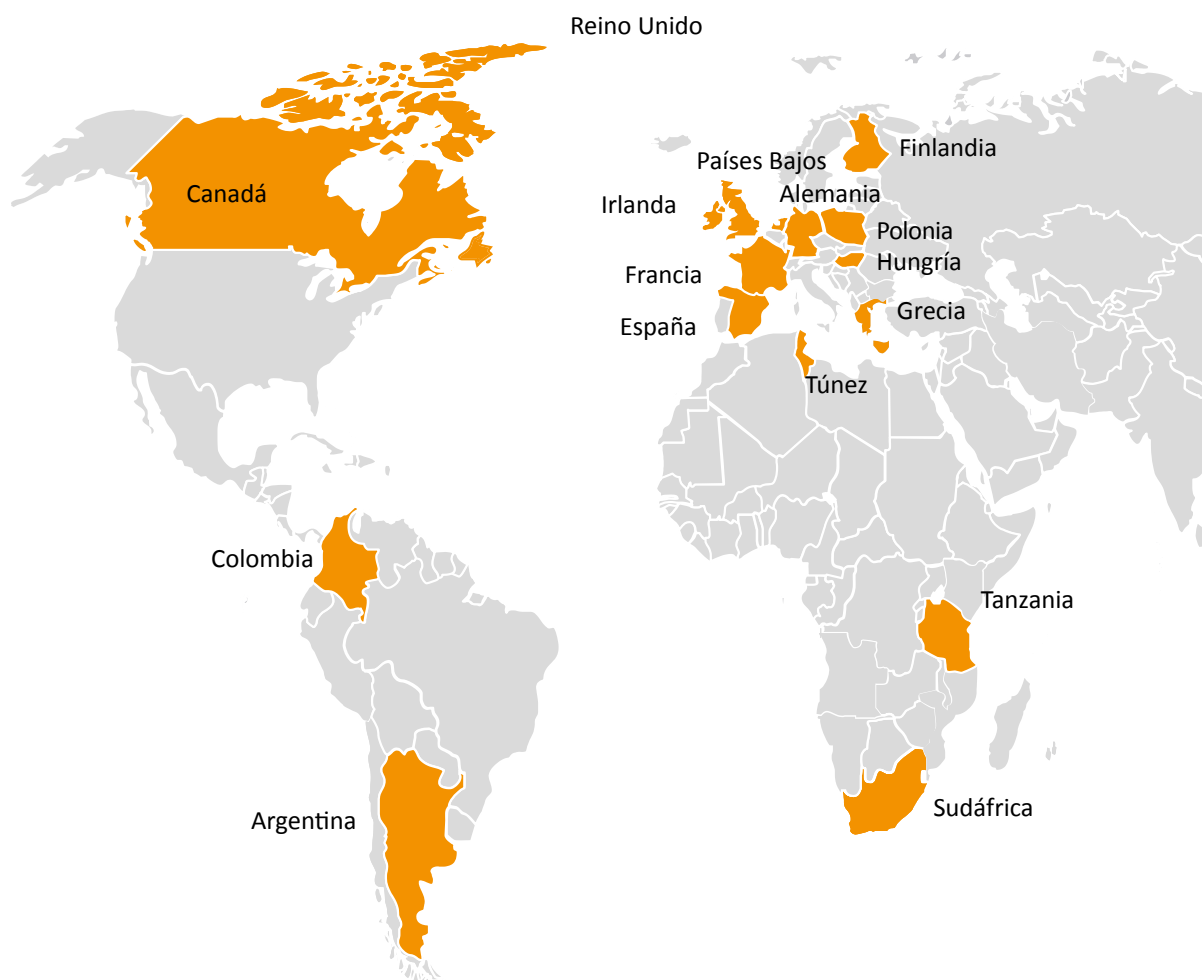 Reino Unido
Finlandia
Países Bajos
Canadá
Alemania
Irlanda
Polonia
Hungría
Francia
Grecia
España
Túnez
Colombia
Tanzania
Argentina
Sudáfrica